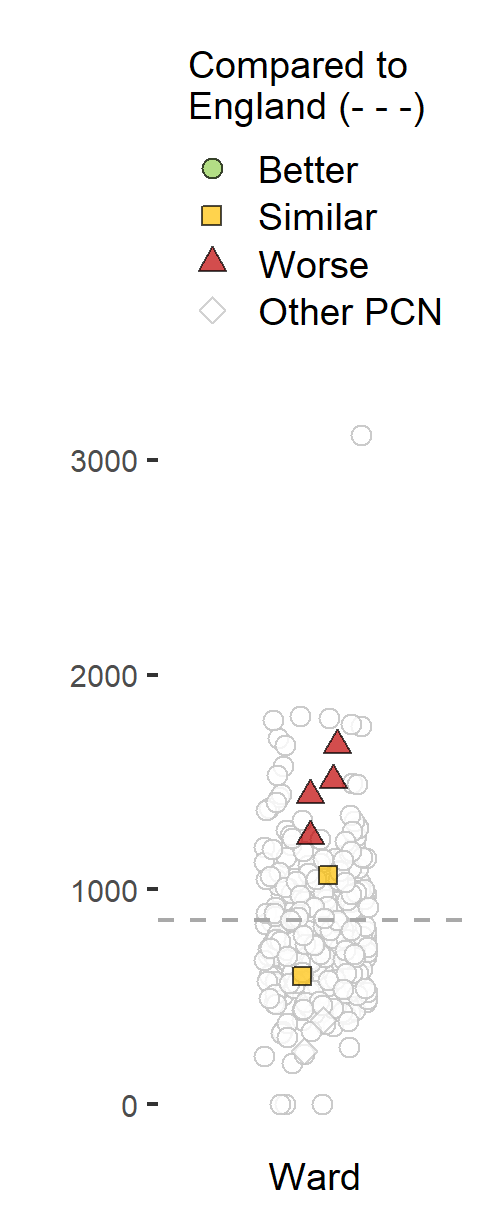 Compared to
England (- - -)
Better
Similar
Worse
Other PCN
3000
2000
1000
0
Ward